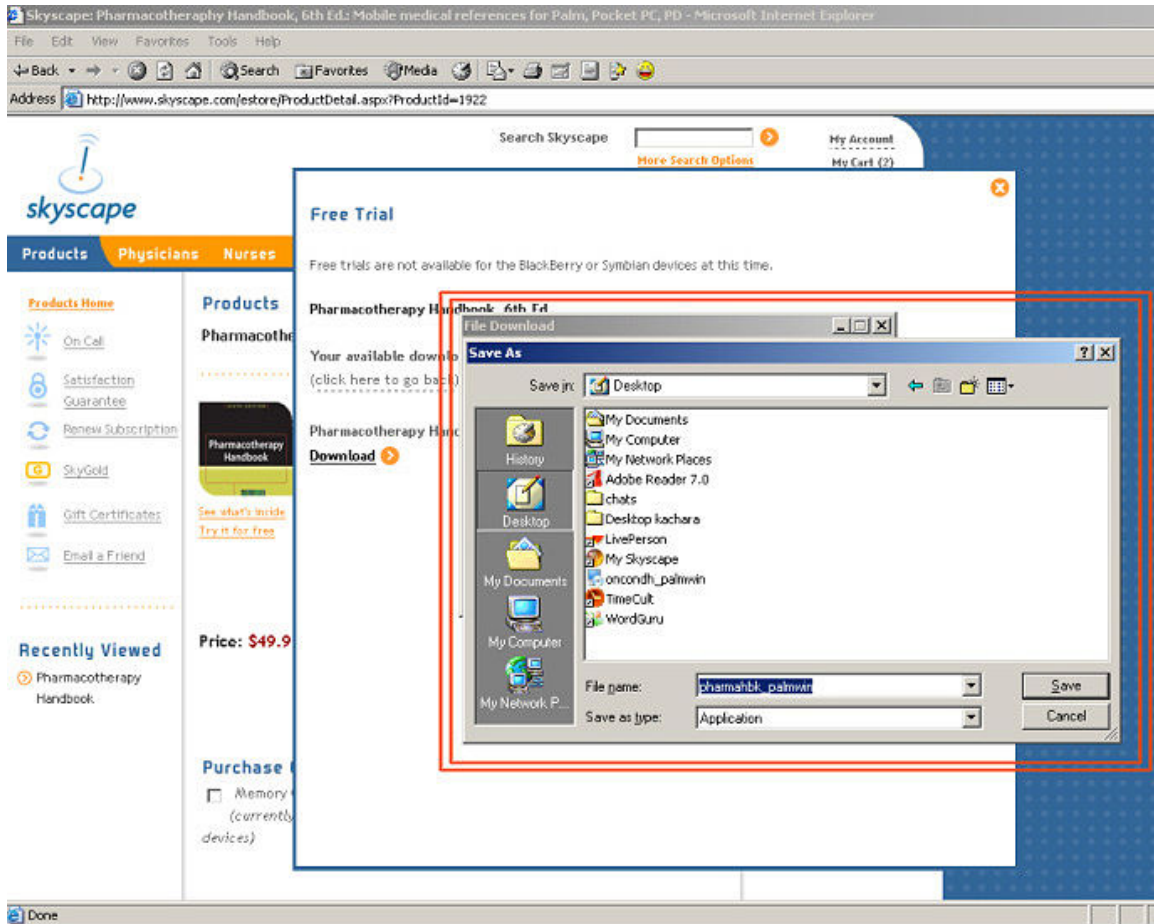 Skyscape: Pharmacotheraphy Handbook, 6th Ed.: Mobile medical references for Palm, Pocket PC, PD - Microsoft Internet Explorer
File Edit View Favorites Tools Help
Back Search Favorites Media
Address http://www.skyscape.com/estore/ProductDetail.aspx?ProductId=1922
skyscape
Search Skyscape
More Search Options
My Account
My Cart (2)
Products Physicians Nurses
Products Home
On Call
Satisfaction
Guarantee
Renew Subscription
SkyGold
Gift Certificates
Email a Friend
Recently Viewed
Pharmacotherapy
Handbook
Products
Pharmacothe
Pharmacotherapy
Handbook
See what's inside
Try it for free
Price: $49.9
Purchase
Memory
(currently
devices)
Free Trial
Free trials are not available for the BlackBerry or Symbian devices at this time.
Pharmacotherapy Handbook, 6th Ed
Your available downlo
(click here to go back)
Pharmacotherapy Hand
Download
File Download
Save As
Save in: Desktop
History
Desktop
My Documents
My Computer
My Network P...
My Documents
My Computer
My Network Places
Adobe Reader 7.0
chats
Desktop kachara
LivePerson
My Skyscape
oncondh_palmwin
TimeCult
WordGuru
File name: pharmahbk_palmwin Save
Save as type: Application Cancel
Done